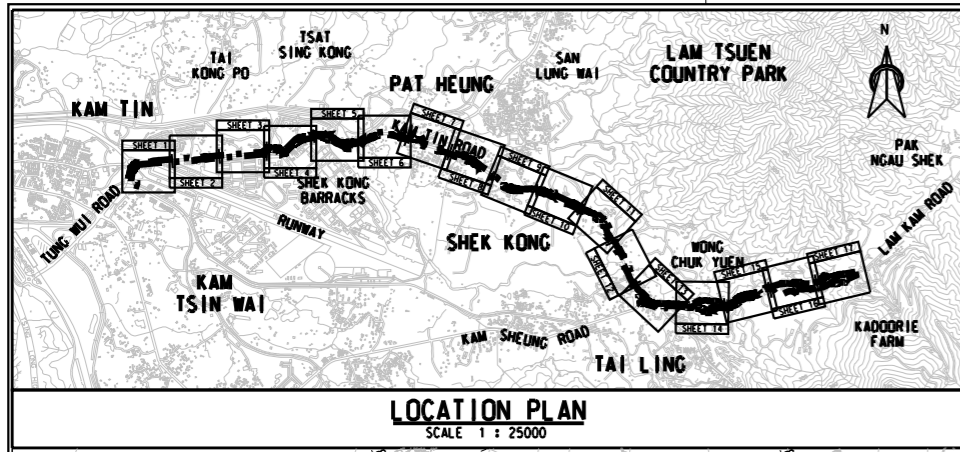 TSAT
SING KONG
TAI
KONG PO
SAN
LUNG WAI
LAM TSUEN
COUNTRY PARK
N
PAT HEUNG
KAM TIN
PAK
NGAU SHEK
SHEET 1
SHEET 2
SHEET 3
SHEET 4
SHEET 5
SHEET 6
SHEET 7
KAM TIN ROAD
SHEET 8
SHEET 9
SHEET 10
SHEK KONG
BARRACKS
RUNWAY
TUNG WUI ROAD
SHEK KONG
KAM
TSIN WAI
SHEET 12
WONG
CHUK YUEN
SHEET 14
SHEET 15
SHEET 16
SHEET 17
LAM KAM ROAD
KADOORIE
FARM
KAM SHEUNG ROAD
TAI LING
LOCATION PLAN
SCALE 1 : 25000